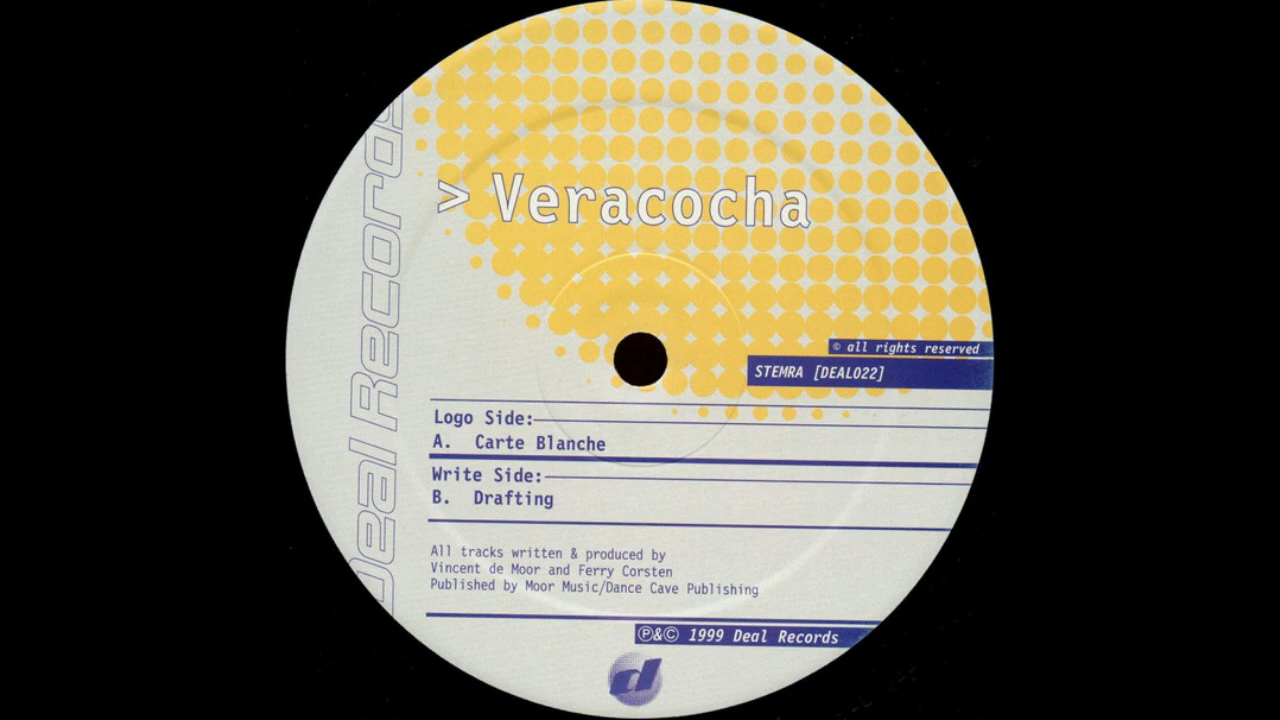 Deal Records
> Veracocha
© all rights reserved
STEMRA [DEAL022]
Logo Side:
A. Carte Blanche
Write Side:
B. Drafting
All tracks written & produced by
Vincent de Moor and Ferry Corsten
Published by Moor Music/Dance Cave Publishing
℗&© 1999 Deal Records
d